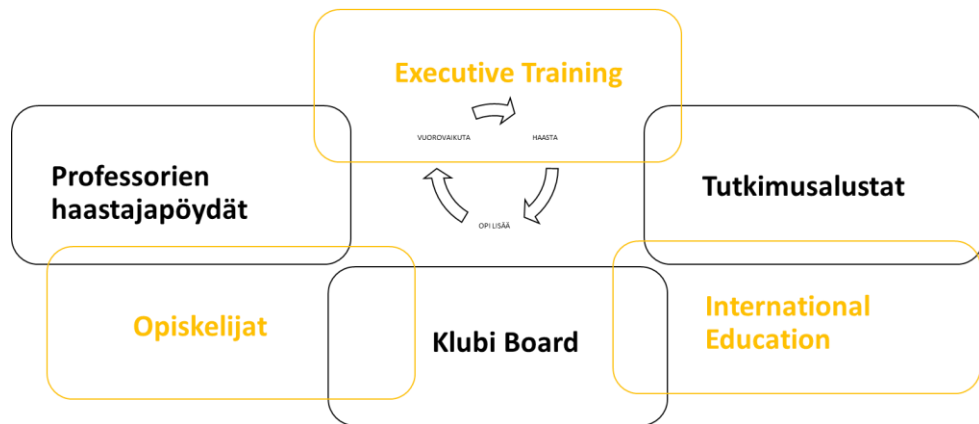 Executive Training
VUOROVAIKUTA
HAASTA
OPI LISÄÄ
Professorien
haastajapöydät
Tutkimusalustat
Opiskelijat
Klubi Board
International
Education